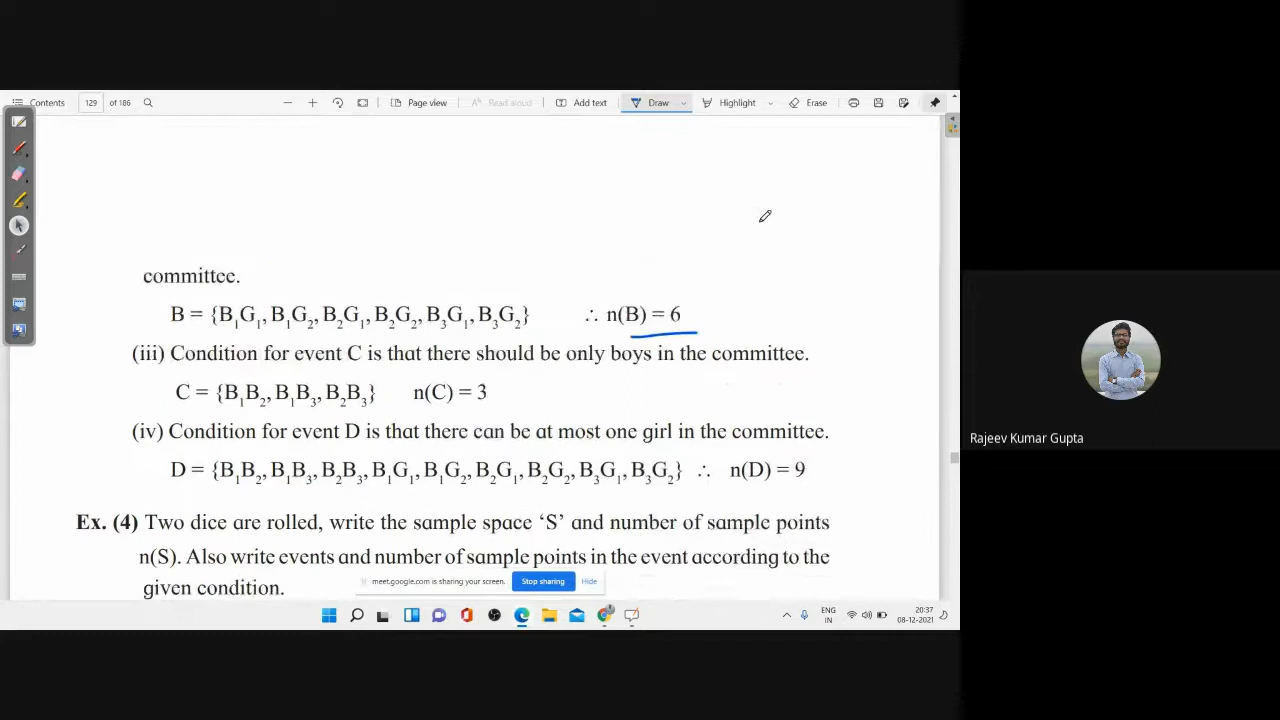 Contents 129 of 186 Page view Read aloud Add text Draw Highlight Erase
committee.
B = {B₁G₁, B₁G₂, B₂G₁, B₂G₂, B₃G₁, B₃G₂} ∴ n(B) = 6
(iii) Condition for event C is that there should be only boys in the committee.
C = {B₁B₂, B₁B₃, B₂B₃} n(C) = 3
(iv) Condition for event D is that there can be at most one girl in the committee.
D = {B₁B₂, B₁B₃, B₂B₃, B₁G₁, B₁G₂, B₂G₁, B₂G₂, B₃G₁, B₃G₂} ∴ n(D) = 9
Ex. (4) Two dice are rolled, write the sample space ‘S’ and number of sample points
n(S). Also write events and number of sample points in the event according to the
given condition.
meet.google.com is sharing your screen. Stop sharing Hide
ENG
IN
20:37
08-12-2021
Rajeev Kumar Gupta